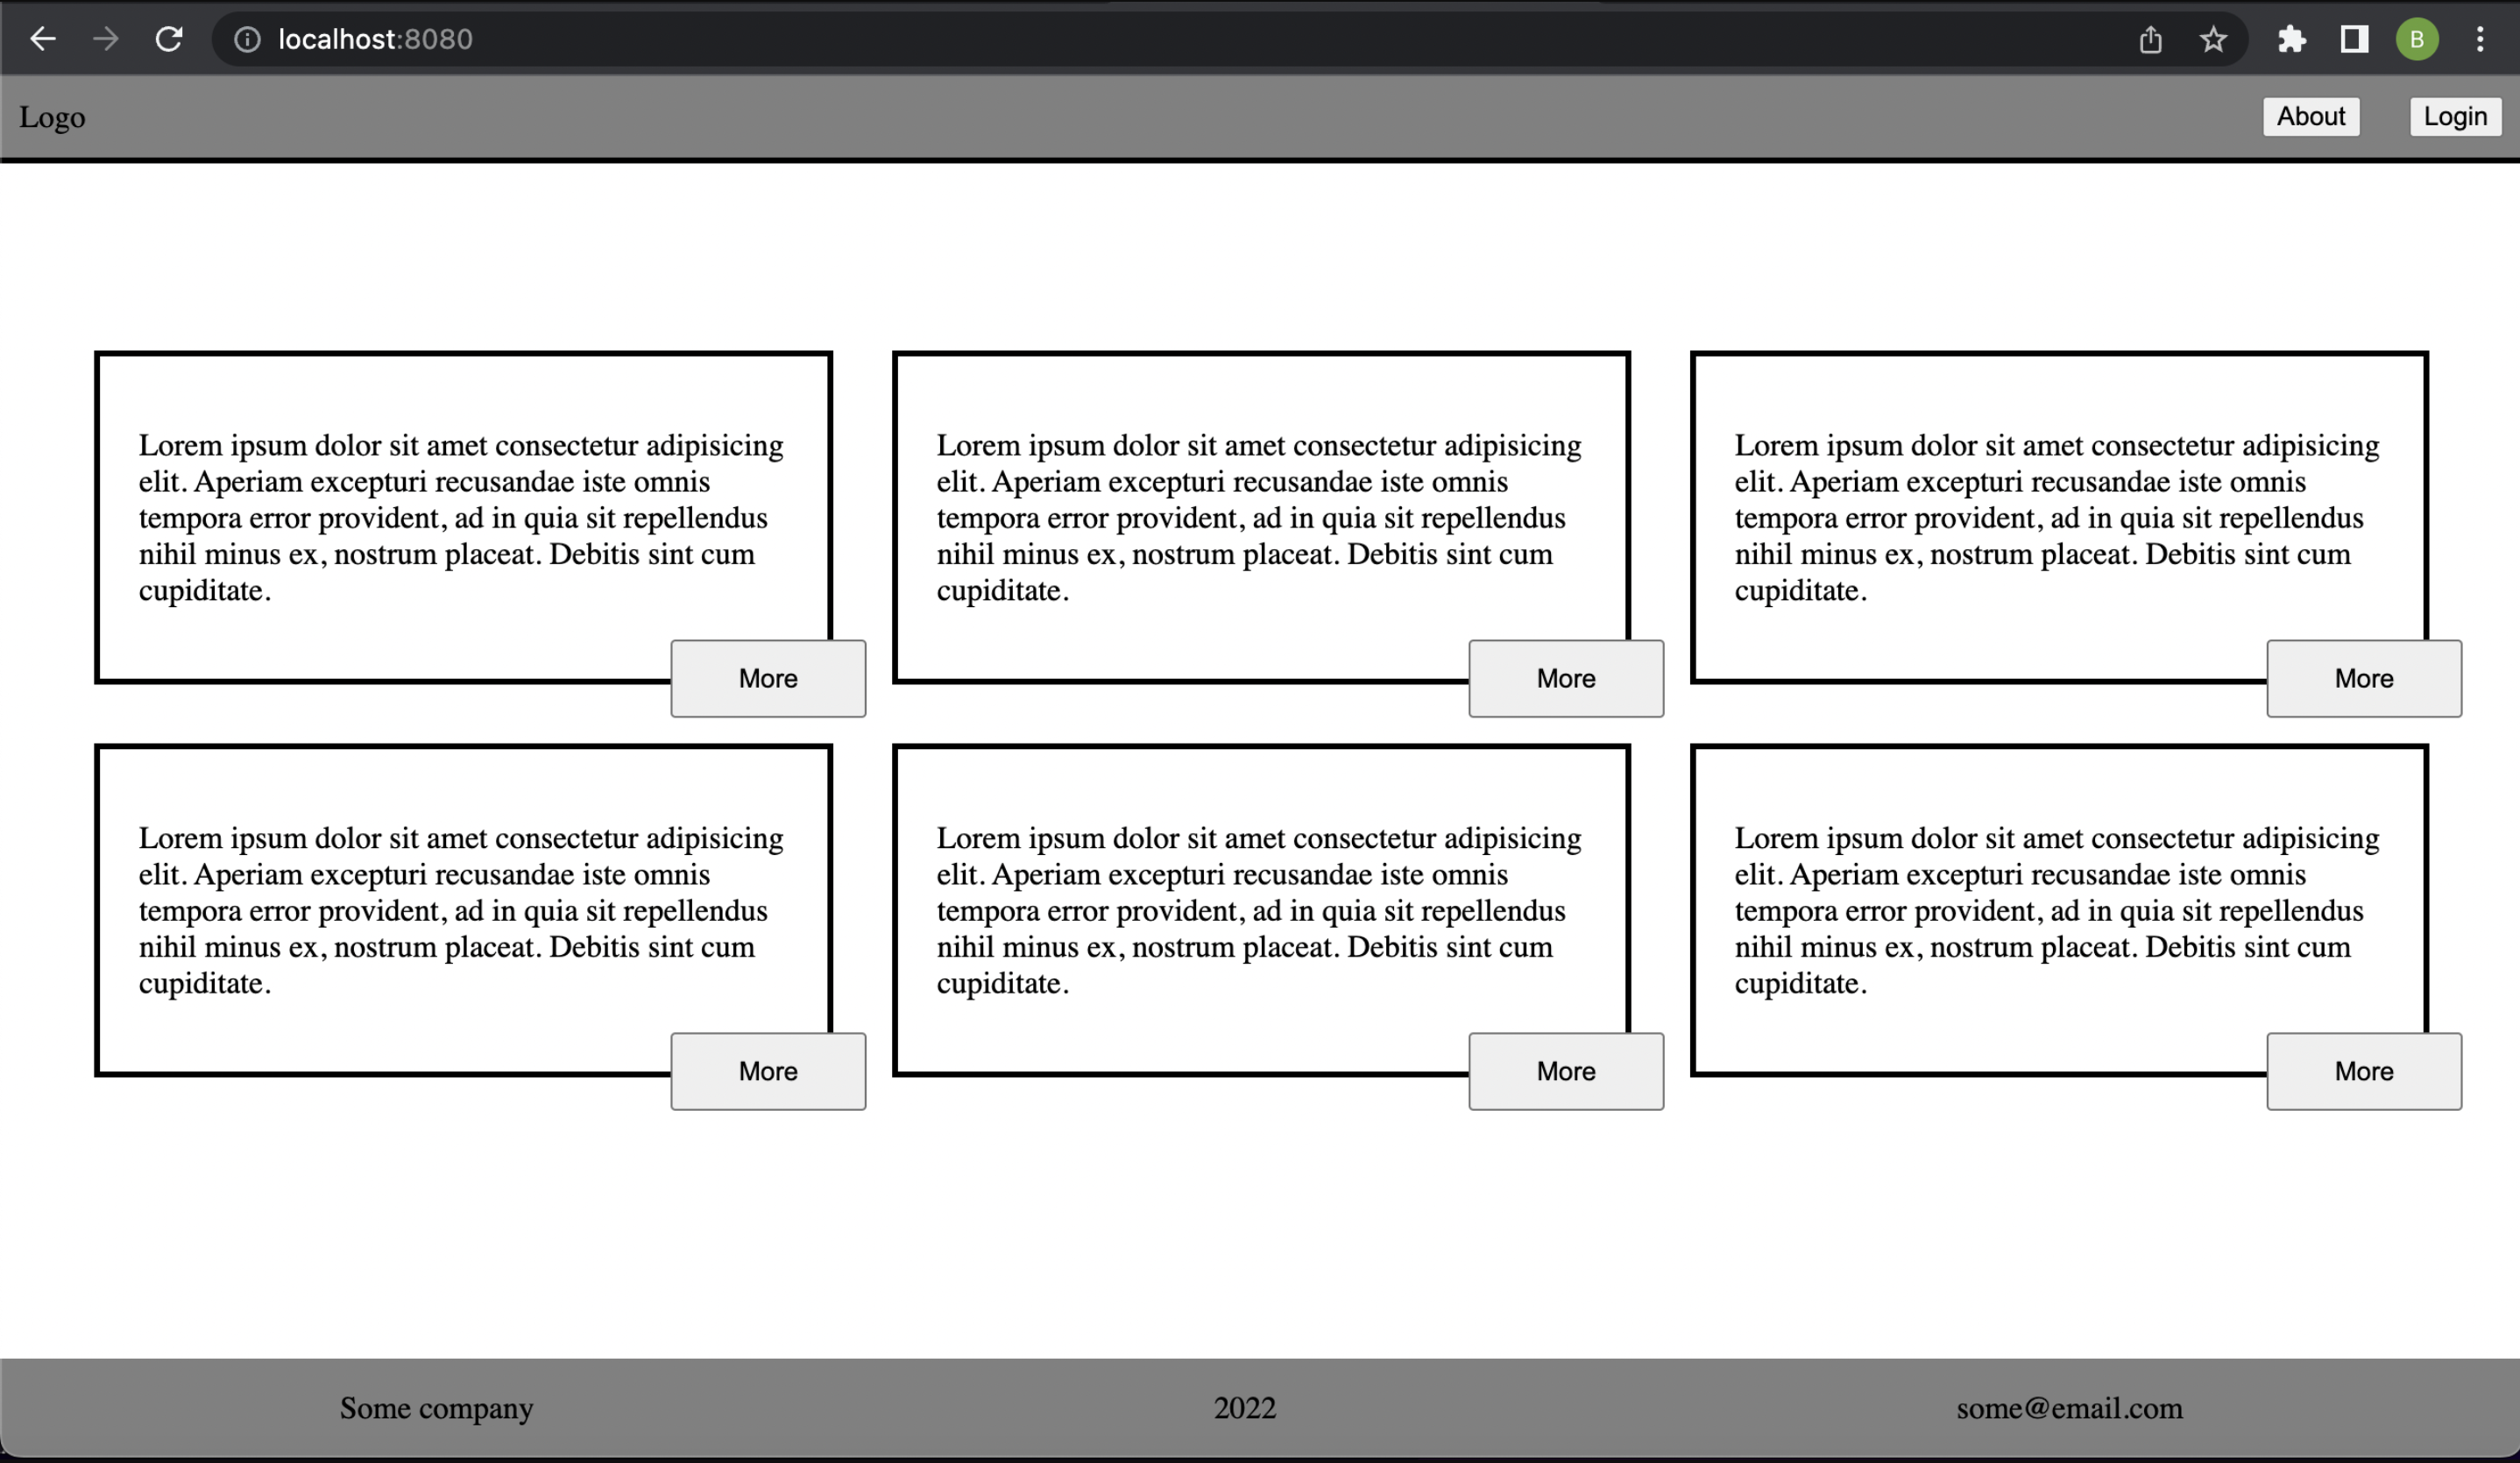 localhost:8080
B
Logo
About
Login
Lorem ipsum dolor sit amet consectetur adipisicing
elit. Aperiam excepturi recusandae iste omnis
tempora error provident, ad in quia sit repellendus
nihil minus ex, nostrum placeat. Debitis sint cum
cupiditate.
More
Lorem ipsum dolor sit amet consectetur adipisicing
elit. Aperiam excepturi recusandae iste omnis
tempora error provident, ad in quia sit repellendus
nihil minus ex, nostrum placeat. Debitis sint cum
cupiditate.
More
Lorem ipsum dolor sit amet consectetur adipisicing
elit. Aperiam excepturi recusandae iste omnis
tempora error provident, ad in quia sit repellendus
nihil minus ex, nostrum placeat. Debitis sint cum
cupiditate.
More
Lorem ipsum dolor sit amet consectetur adipisicing
elit. Aperiam excepturi recusandae iste omnis
tempora error provident, ad in quia sit repellendus
nihil minus ex, nostrum placeat. Debitis sint cum
cupiditate.
More
Lorem ipsum dolor sit amet consectetur adipisicing
elit. Aperiam excepturi recusandae iste omnis
tempora error provident, ad in quia sit repellendus
nihil minus ex, nostrum placeat. Debitis sint cum
cupiditate.
More
Lorem ipsum dolor sit amet consectetur adipisicing
elit. Aperiam excepturi recusandae iste omnis
tempora error provident, ad in quia sit repellendus
nihil minus ex, nostrum placeat. Debitis sint cum
cupiditate.
More
Some company
2022
some@email.com